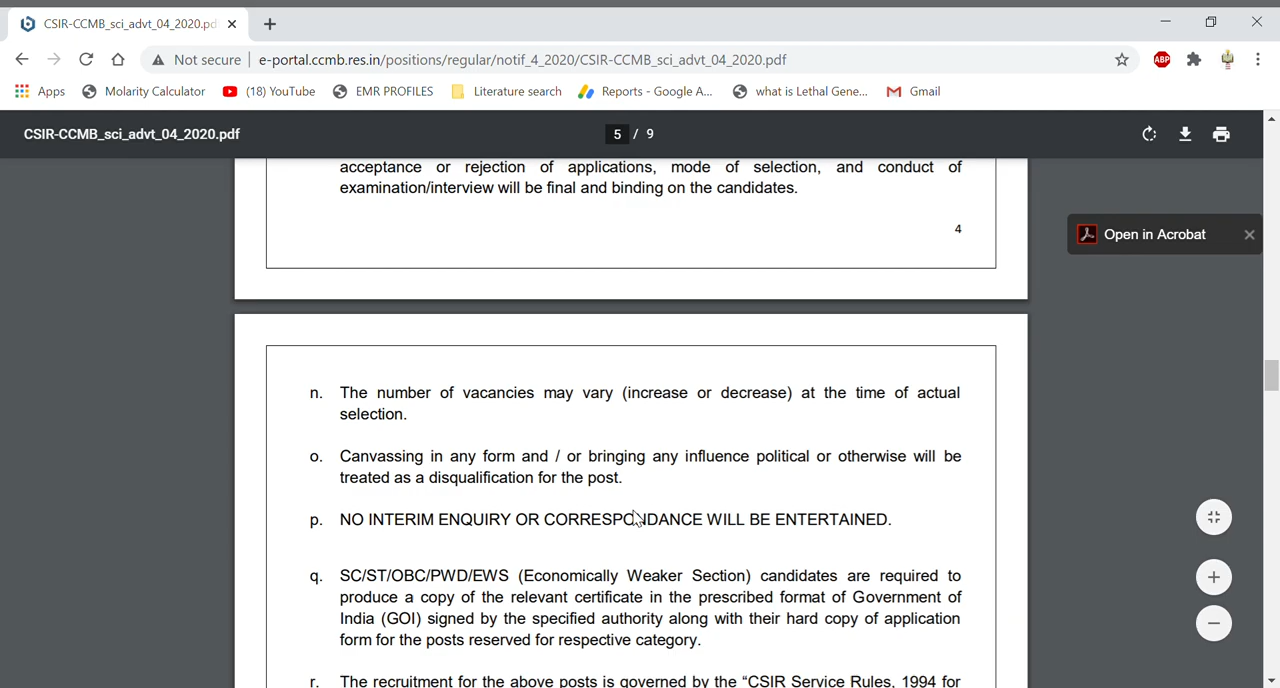 CSIR-CCMB_sci_advt_04_2020.pd
Not secure | e-portal.ccmb.res.in/positions/regular/notif_4_2020/CSIR-CCMB_sci_advt_04_2020.pdf
ABP
Apps Molarity Calculator (18) YouTube EMR PROFILES Literature search Reports - Google A... what is Lethal Gene... Gmail
CSIR-CCMB_sci_advt_04_2020.pdf 5 / 9
acceptance or rejection of applications, mode of selection, and conduct of
examination/interview will be final and binding on the candidates.
4
Open in Acrobat
n. The number of vacancies may vary (increase or decrease) at the time of actual
selection.
o. Canvassing in any form and / or bringing any influence political or otherwise will be
treated as a disqualification for the post.
p. NO INTERIM ENQUIRY OR CORRESPONDANCE WILL BE ENTERTAINED.
q. SC/ST/OBC/PWD/EWS (Economically Weaker Section) candidates are required to
produce a copy of the relevant certificate in the prescribed format of Government of
India (GOI) signed by the specified authority along with their hard copy of application
form for the posts reserved for respective category.
r. The recruitment for the above posts is governed by the “CSIR Service Rules, 1994 for